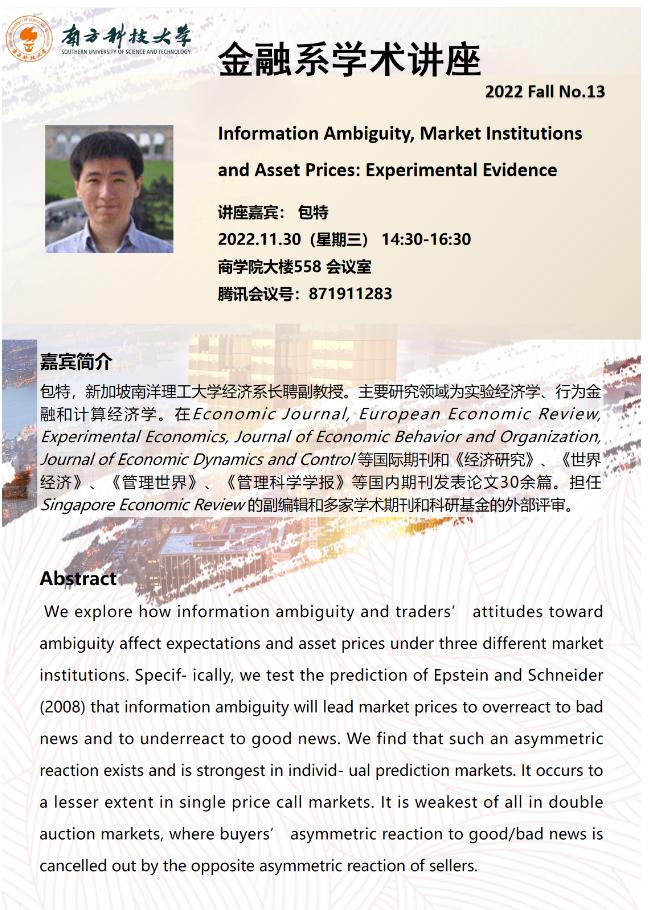 南方科技大学
SOUTHERN UNIVERSITY OF SCIENCE AND TECHNOLOGY
金融系学术讲座
2022 Fall No.13
Information Ambiguity, Market Institutions
and Asset Prices: Experimental Evidence
讲座嘉宾： 包特
2022.11.30（星期三） 14:30-16:30
商学院大楼558 会议室
腾讯会议号：871911283
嘉宾简介
包特，新加坡南洋理工大学经济系长聘副教授。主要研究领域为实验经济学、行为金
融和计算经济学。在Economic Journal, European Economic Review,
Experimental Economics, Journal of Economic Behavior and Organization,
Journal of Economic Dynamics and Control 等国际期刊和《经济研究》、《世界
经济》、《管理世界》、《管理科学学报》等国内期刊发表论文30余篇。担任
Singapore Economic Review 的副编辑和多家学术期刊和科研基金的外部评审。
Abstract
We explore how information ambiguity and traders’ attitudes toward
ambiguity affect expectations and asset prices under three different market
institutions. Specif- ically, we test the prediction of Epstein and Schneider
(2008) that information ambiguity will lead market prices to overreact to bad
news and to underreact to good news. We find that such an asymmetric
reaction exists and is strongest in individ- ual prediction markets. It occurs to
a lesser extent in single price call markets. It is weakest of all in double
auction markets, where buyers’ asymmetric reaction to good/bad news is
cancelled out by the opposite asymmetric reaction of sellers.